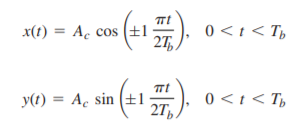 x(t) = A_c cos (±1 πt/2T_b), 0 < t < T_b
y(t) = A_c sin (±1 πt/2T_b), 0 < t < T_b